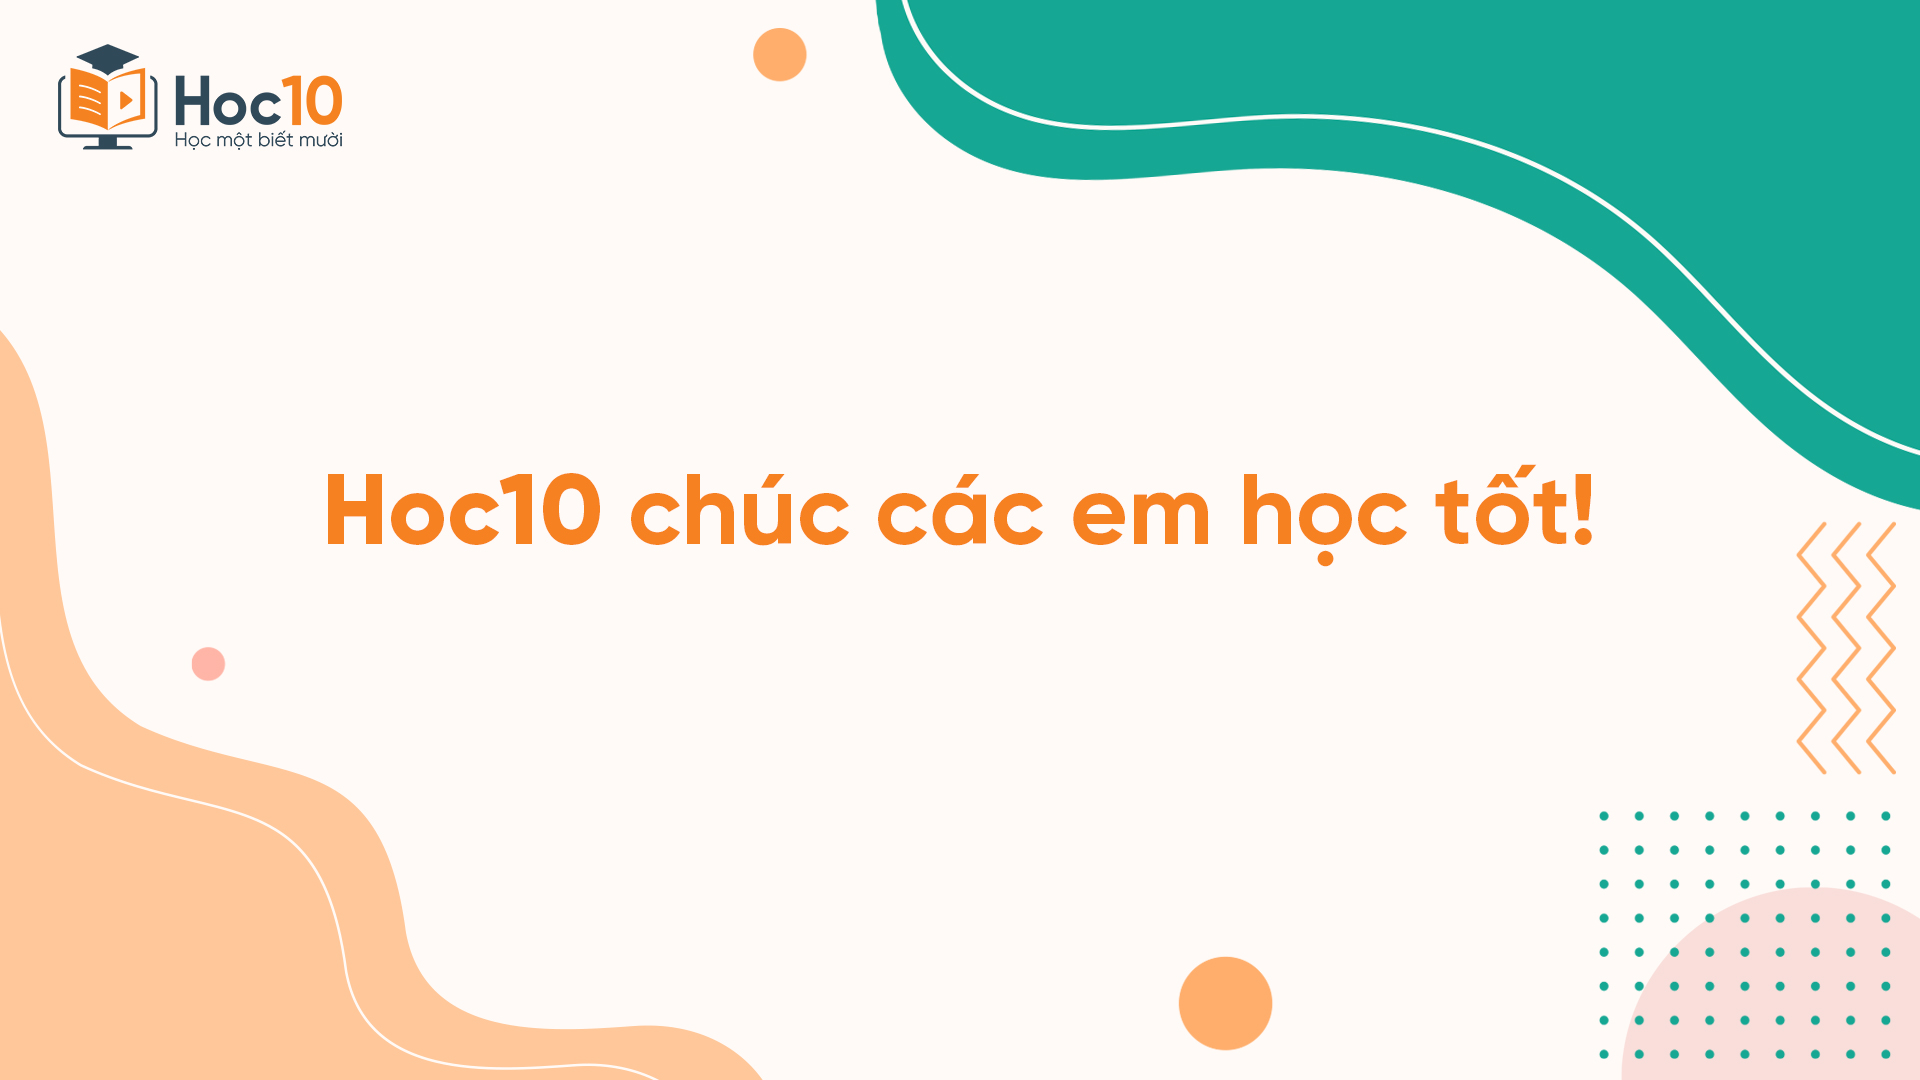 Hoc10
Học một biết mười
Hoc10 chúc các em học tốt!